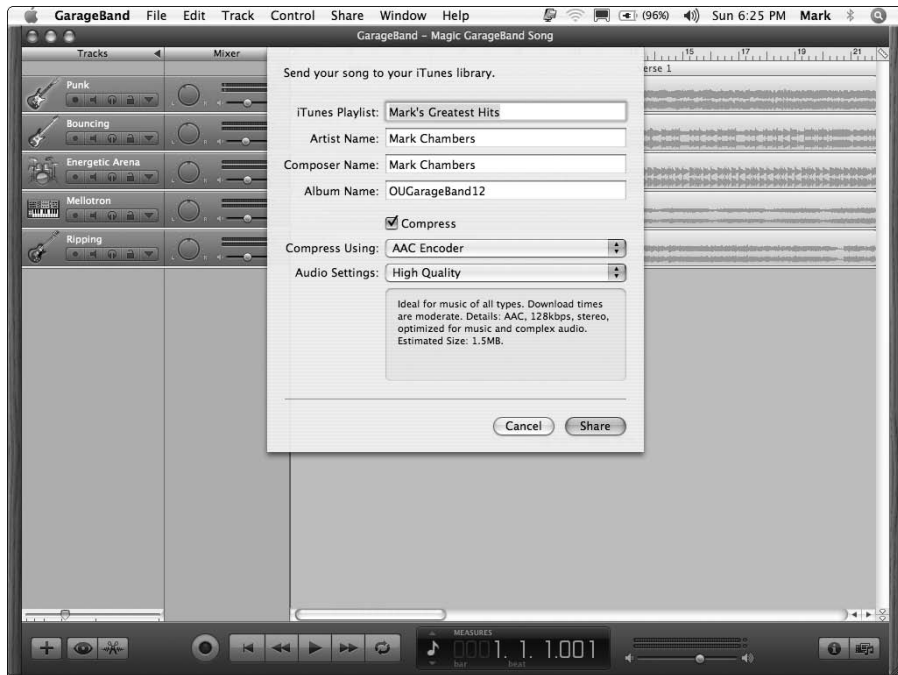 GarageBand File Edit Track Control Share Window Help (96%) Sun 6:25 PM Mark
GarageBand – Magic GarageBand Song
Tracks Mixer 15 17 19 21
erse 1
Send your song to your iTunes library.
Punk
iTunes Playlist: Mark's Greatest Hits
Bouncing
Artist Name: Mark Chambers
Energetic Arena
Composer Name: Mark Chambers
Album Name: OUGarageBand12
Mellotron
Compress
Ripping
Compress Using: AAC Encoder
Audio Settings: High Quality
Ideal for music of all types. Download times
are moderate. Details: AAC, 128kbps, stereo,
optimized for music and complex audio.
Estimated Size: 1.5MB.
Cancel Share
MEASURES
0001. 1. 1.001
bar beat